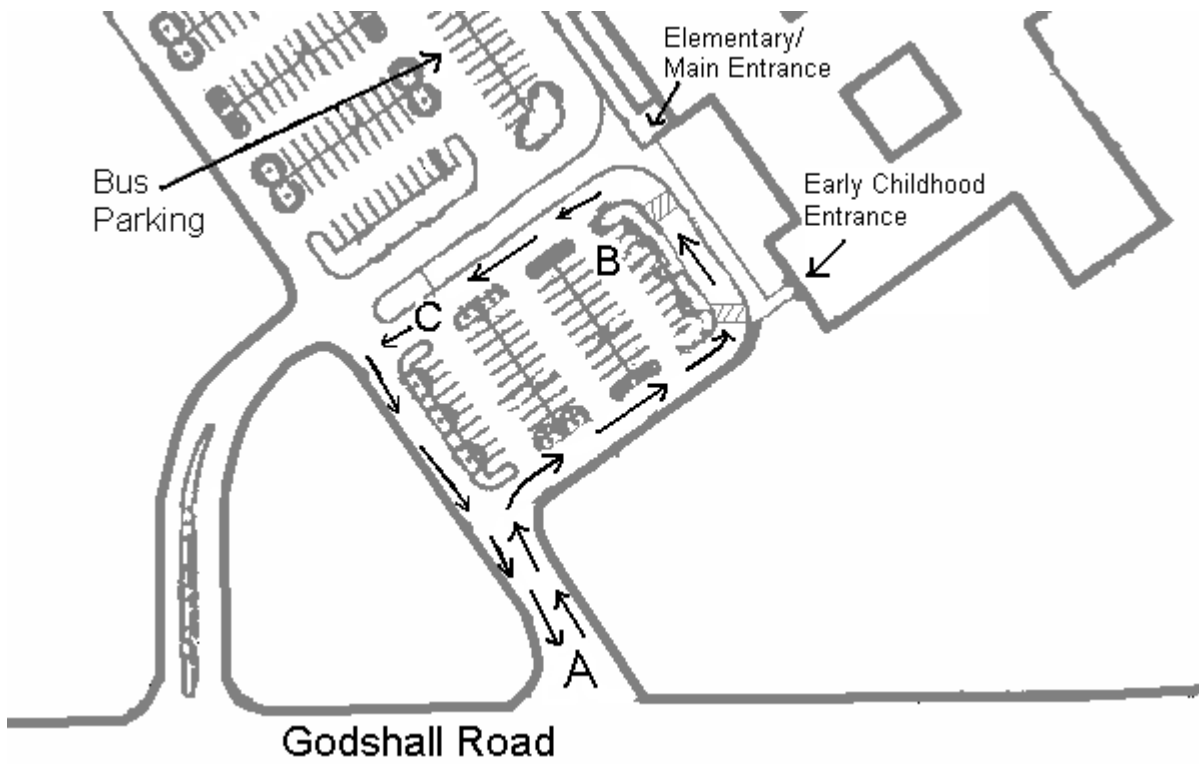 Elementary/
Main Entrance
Bus
Parking
Early Childhood
Entrance
B
C
A
Godshall Road